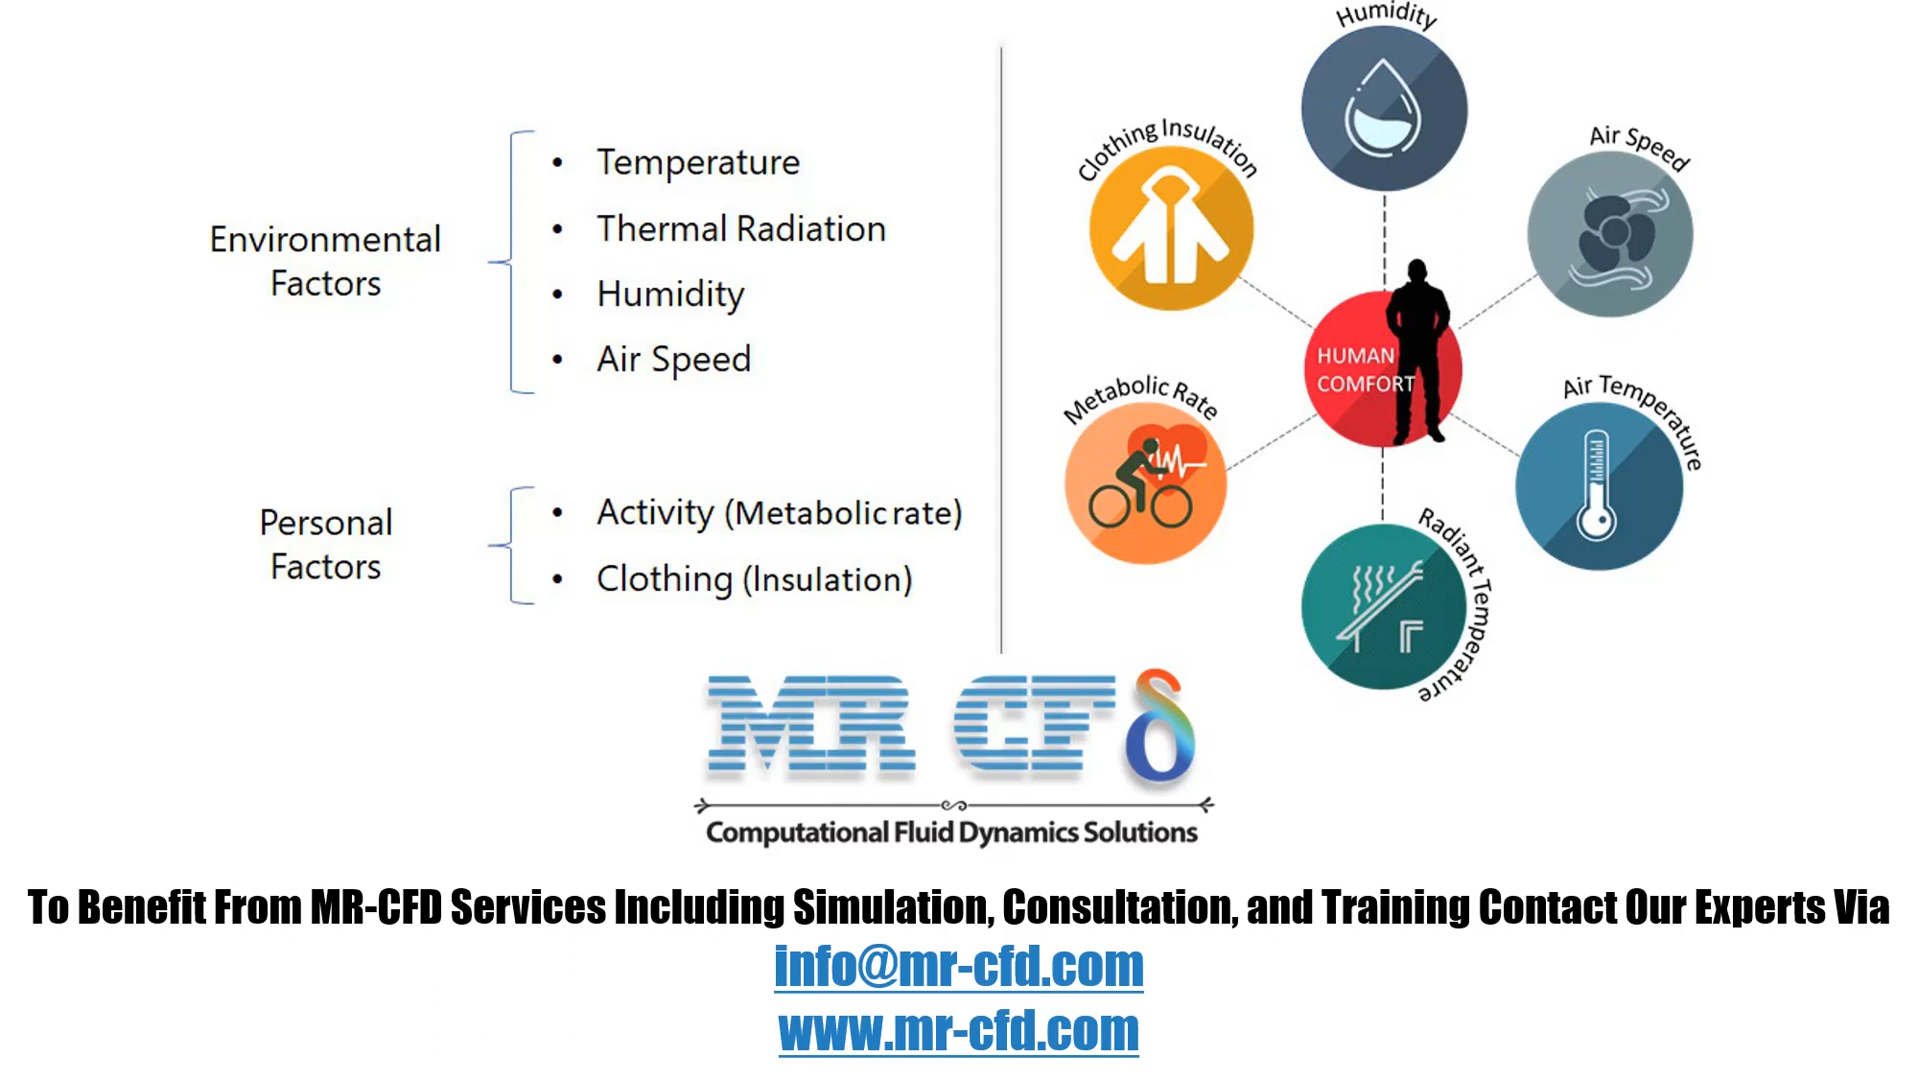 Environmental
Factors
• Temperature
• Thermal Radiation
• Humidity
• Air Speed
Personal
Factors
• Activity (Metabolic rate)
• Clothing (Insulation)
Humidity
Clothing Insulation
Air Speed
HUMAN
COMFORT
Metabolic Rate
Air Temperature
Radiant Temperature
MR CFδ
Computational Fluid Dynamics Solutions
To Benefit From MR-CFD Services Including Simulation, Consultation, and Training Contact Our Experts Via
info@mr-cfd.com
www.mr-cfd.com